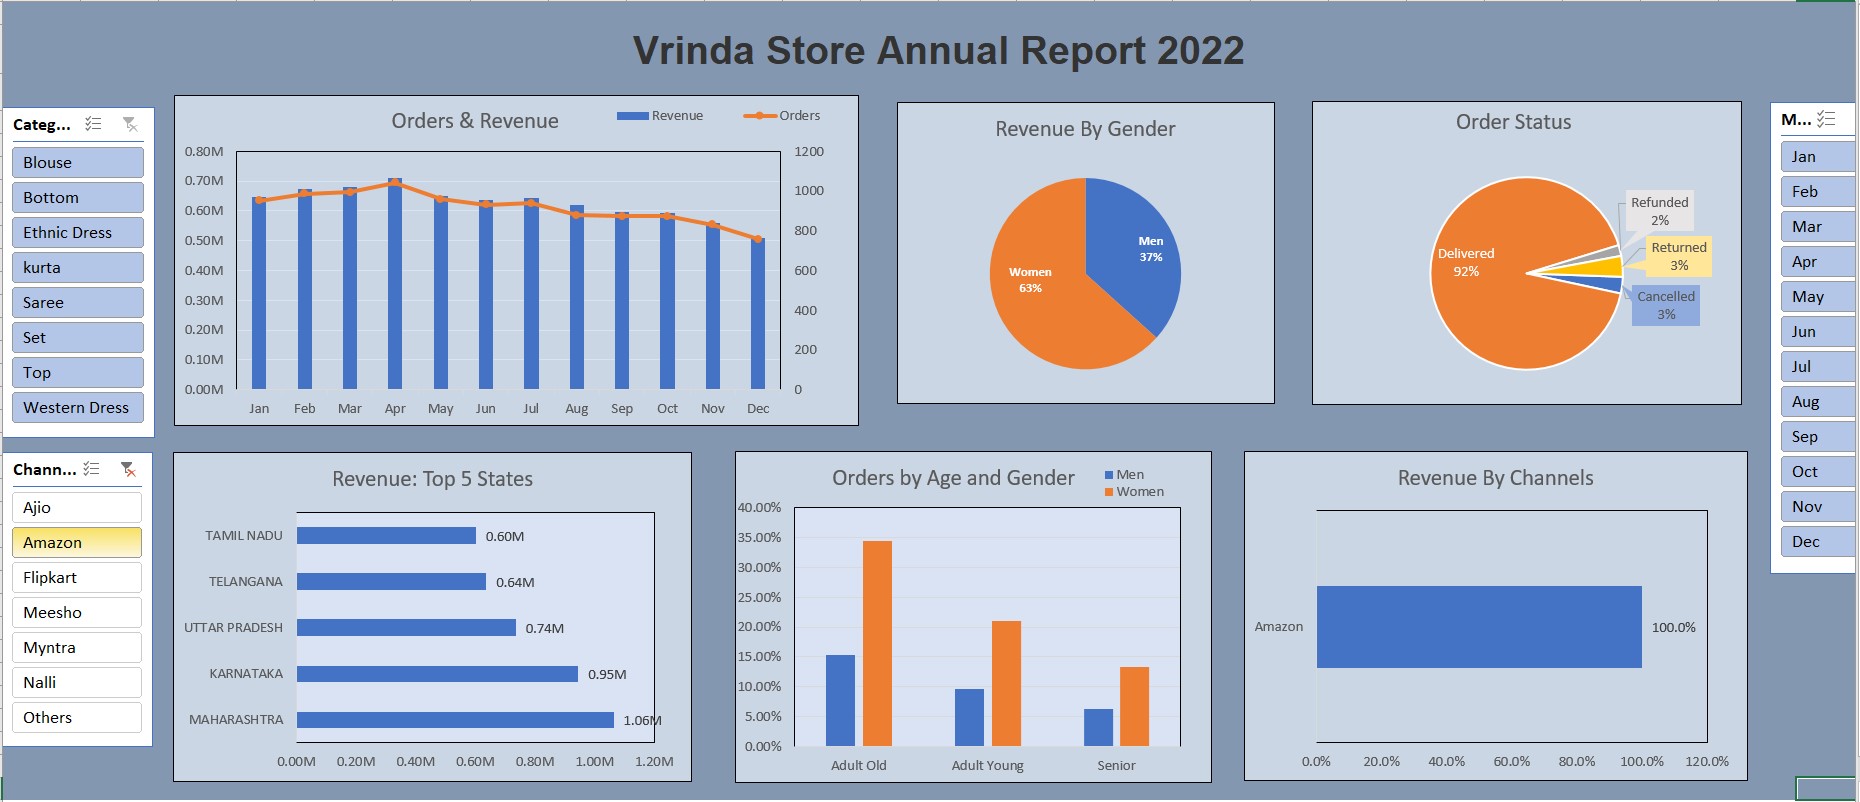 Vrinda Store Annual Report 2022
Categ...
Blouse
Bottom
Ethnic Dress
kurta
Saree
Set
Top
Western Dress
Orders & Revenue
Revenue
Orders
0.80M
0.70M
0.60M
0.50M
0.40M
0.30M
0.20M
0.10M
0.00M
1200
1000
800
600
400
200
0
Jan Feb Mar Apr May Jun Jul Aug Sep Oct Nov Dec
Revenue By Gender
Men
37%
Women
63%
Order Status
Delivered
92%
Refunded
2%
Returned
3%
Cancelled
3%
M...
Jan
Feb
Mar
Apr
May
Jun
Jul
Aug
Sep
Oct
Nov
Dec
Chann...
Ajio
Amazon
Flipkart
Meesho
Myntra
Nalli
Others
Revenue: Top 5 States
TAMIL NADU 0.60M
TELANGANA 0.64M
UTTAR PRADESH 0.74M
KARNATAKA 0.95M
MAHARASHTRA 1.06M
0.00M 0.20M 0.40M 0.60M 0.80M 1.00M 1.20M
Orders by Age and Gender
Men
Women
40.00%
35.00%
30.00%
25.00%
20.00%
15.00%
10.00%
5.00%
0.00%
Adult Old Adult Young Senior
Revenue By Channels
Amazon 100.0%
0.0% 20.0% 40.0% 60.0% 80.0% 100.0% 120.0%